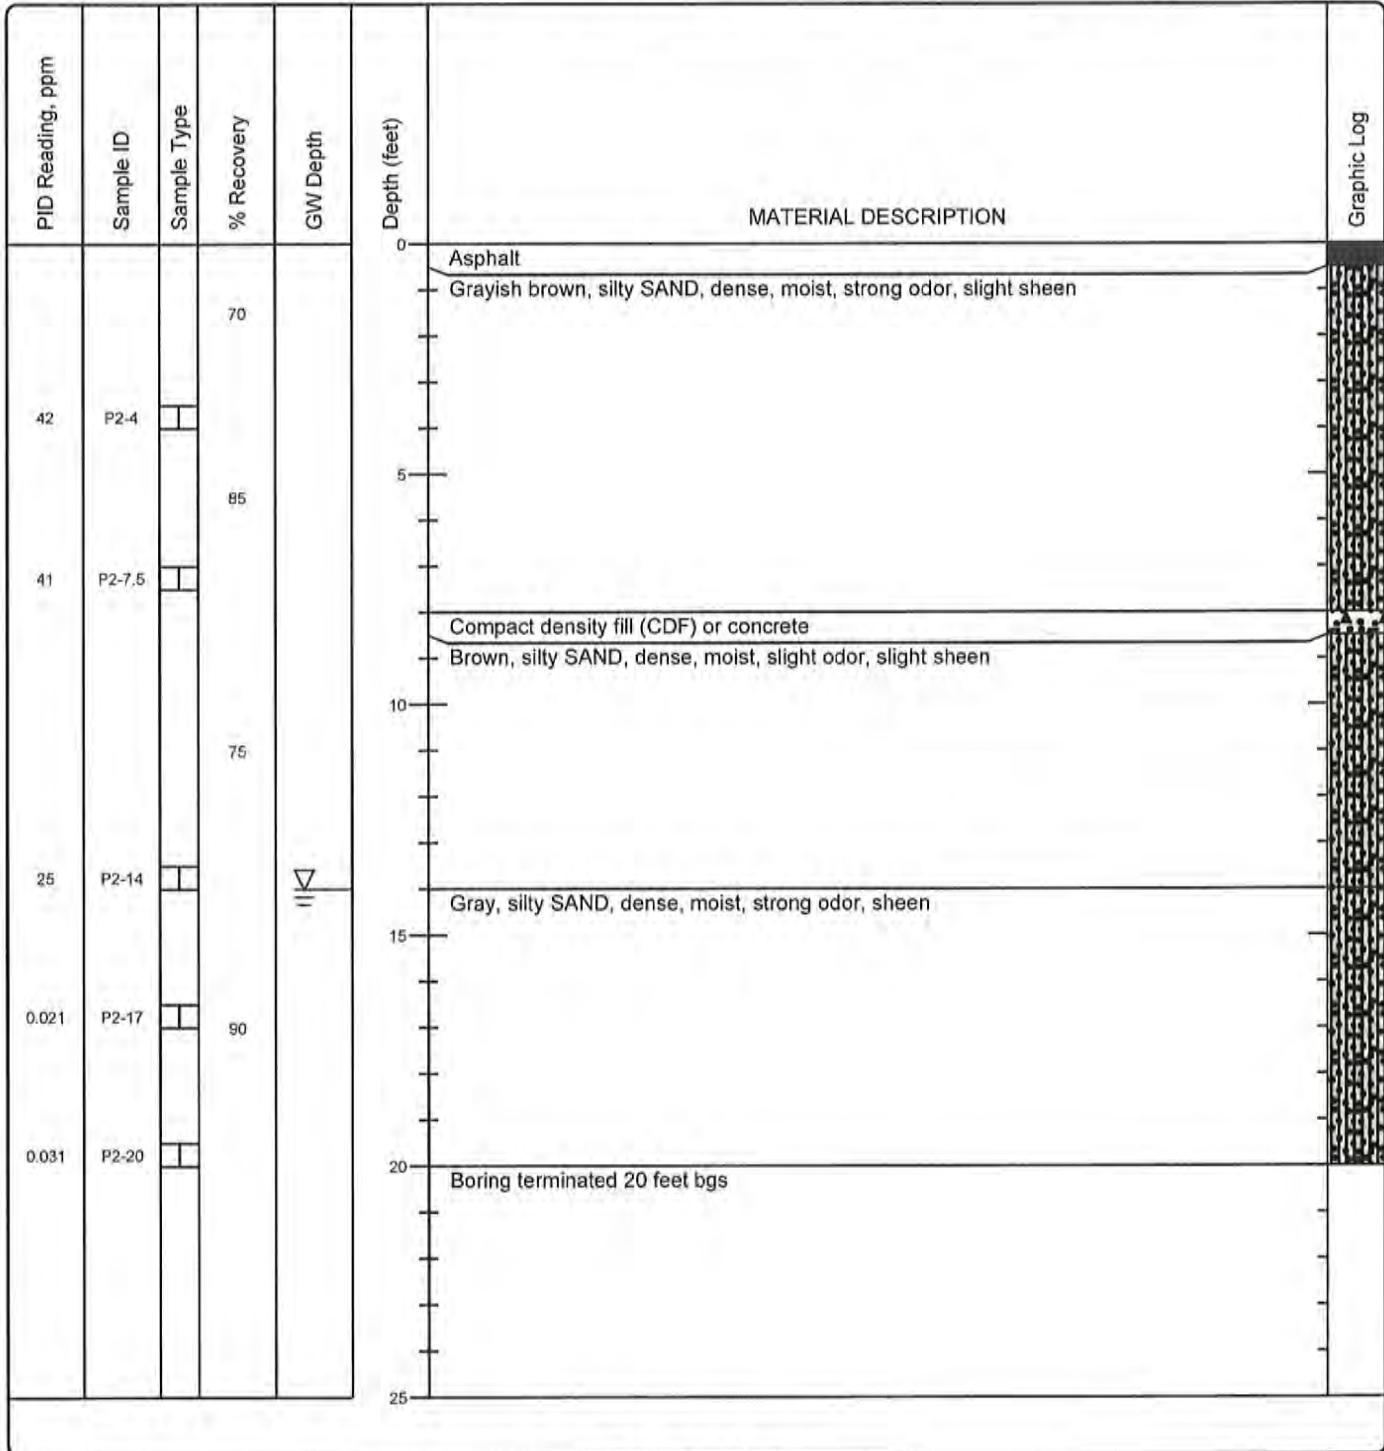 PID Reading, ppm
Sample ID
Sample Type
% Recovery
GW Depth
Depth (feet)
MATERIAL DESCRIPTION
Graphic Log
0
Asphalt
Grayish brown, silty SAND, dense, moist, strong odor, slight sheen
70
42 P2-4
5
85
41 P2-7.5
Compact density fill (CDF) or concrete
Brown, silty SAND, dense, moist, slight odor, slight sheen
10
75
25 P2-14
Gray, silty SAND, dense, moist, strong odor, sheen
15
0.021 P2-17 90
0.031 P2-20
20
Boring terminated 20 feet bgs
25